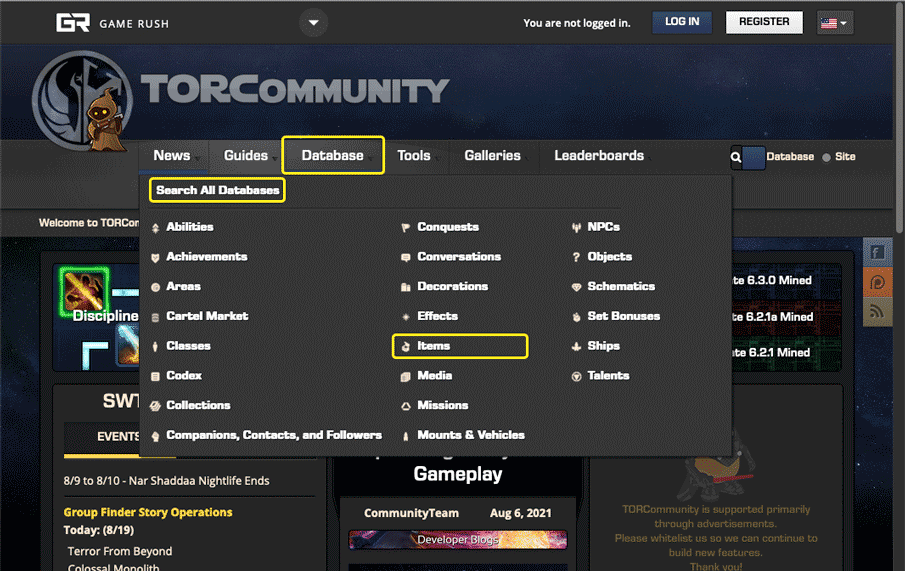 GR GAME RUSH
You are not logged in.
LOG IN
REGISTER
TORCOMMUNITY
News
Guides
Database
Tools
Galleries
Leaderboards
Database
Site
Search All Databases
Welcome to TORCom
Abilities
Achievements
Areas
Cartel Market
Classes
Codex
Collections
Companions, Contacts, and Followers
Conquests
Conversations
Decorations
Effects
Items
Media
Missions
Mounts & Vehicles
NPCs
Objects
Schematics
Set Bonuses
Ships
Talents
Discipline
te 6.3.0 Mined
te 6.2.1a Mined
te 6.2.1 Mined
SWT
EVENTS
8/9 to 8/10 - Nar Shaddaa Nightlife Ends
Group Finder Story Operations
Today: (8/19)
Terror From Beyond
Colossal Monolith
Gameplay
CommunityTeam
Aug 6, 2021
Developer Blogs
TORCommunity is supported primarily
through advertisements.
Please whitelist us so we can continue to
build new features.
Thank you!